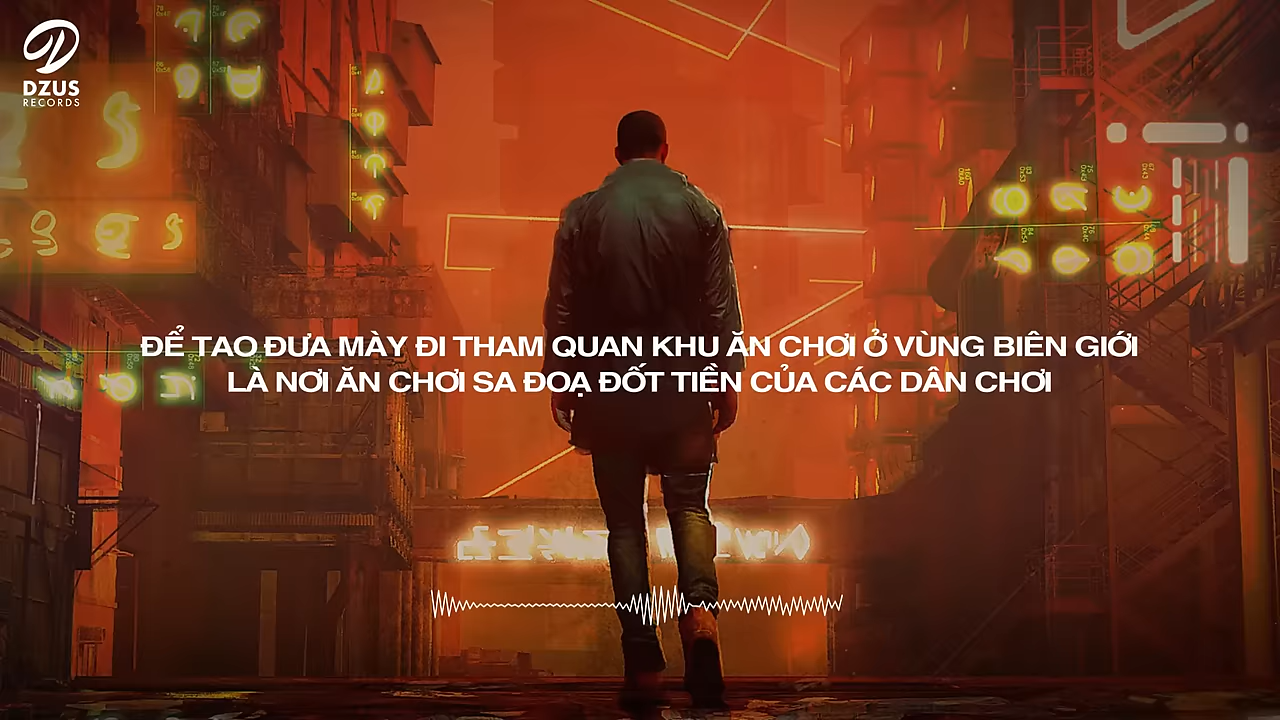 DZUS
RECORDS
ĐỂ TAO ĐƯA MÀY ĐI THAM QUAN KHU ĂN CHƠI Ở VÙNG BIÊN GIỚI
LÀ NƠI ĂN CHƠI SA ĐOẠ ĐỐT TIỀN CỦA CÁC DÂN CHƠI